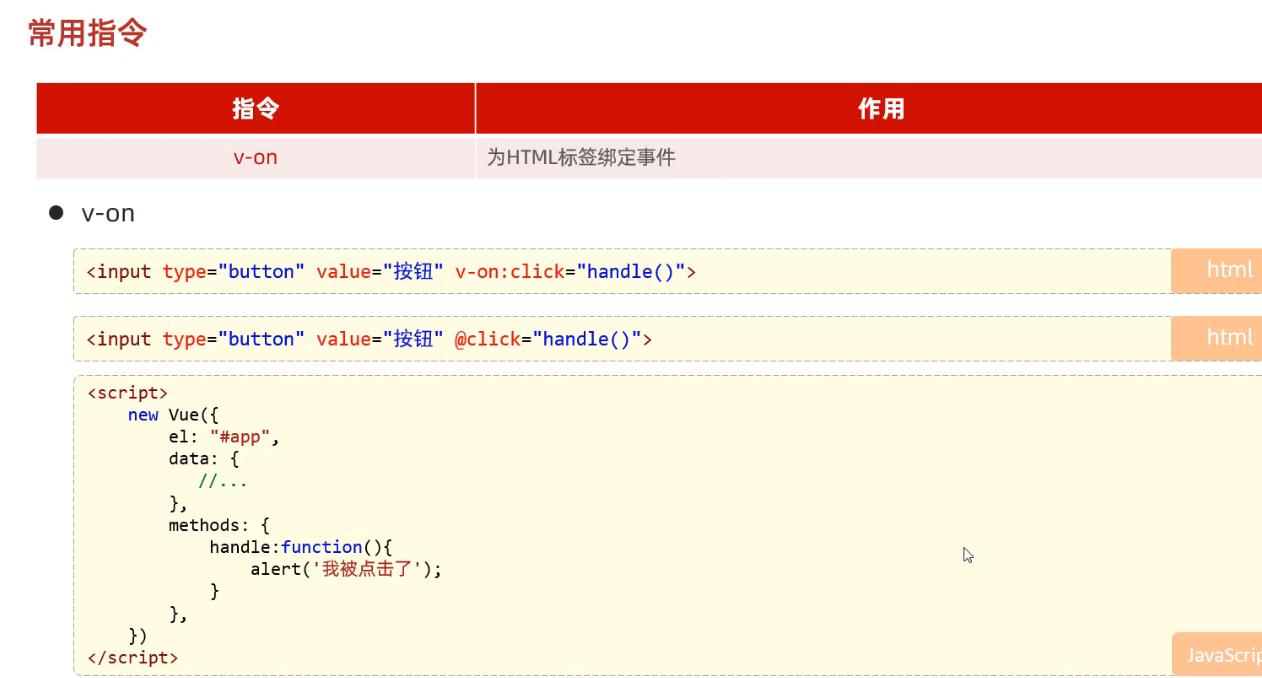 常用指令
指令 作用
v-on 为HTML标签绑定事件
● v-on
<input type="button" value="按钮" v-on:click="handle()">
html
<input type="button" value="按钮" @click="handle()">
html
<script>
    new Vue({
        el: "#app",
        data: {
           //...
        },
        methods: {
            handle:function(){
                alert('我被点击了');
            }
        },
    })
</script>
JavaScrip